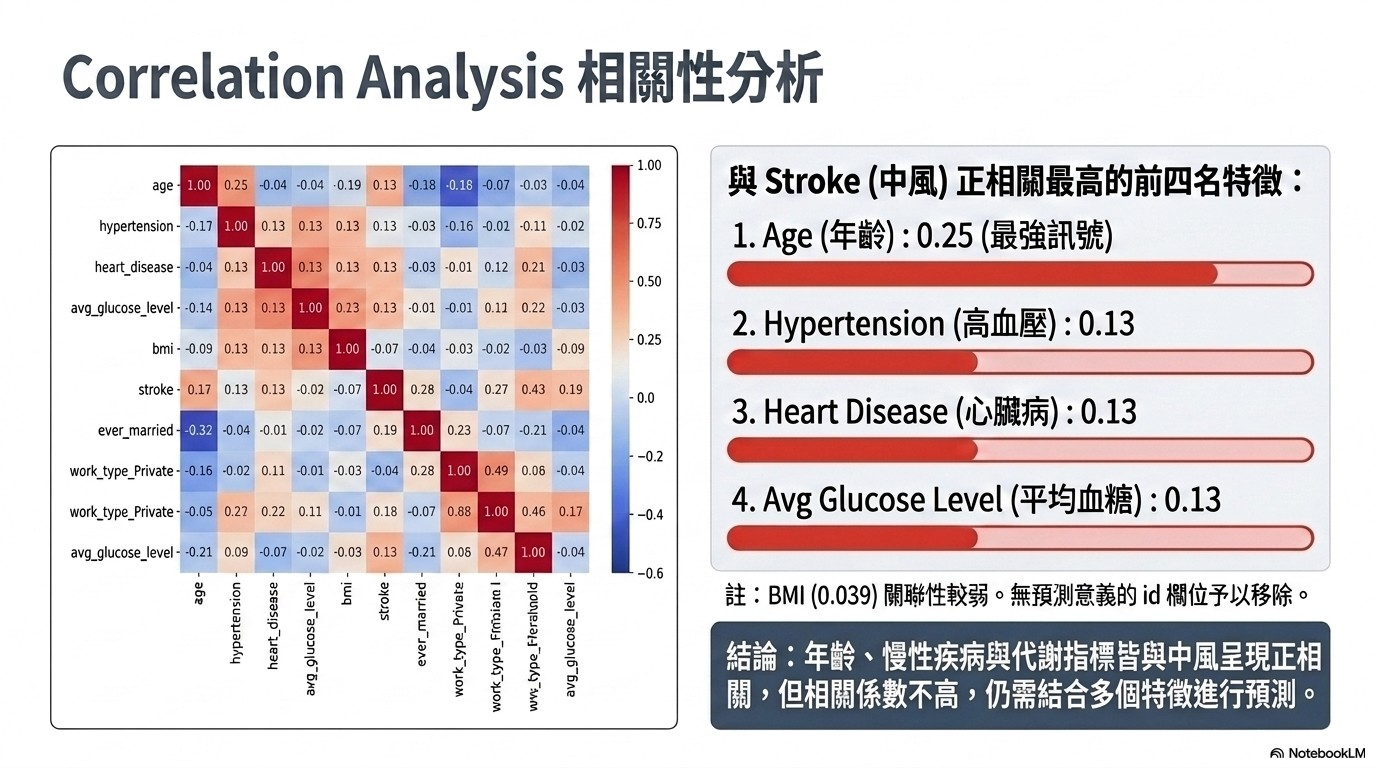 Correlation Analysis 相關性分析
age 1.00 0.25 -0.04 -0.04 -0.19 0.13 -0.18 -0.18 -0.07 -0.03 -0.04
hypertension -0.17 1.00 0.13 0.13 0.13 0.13 -0.03 -0.16 -0.11 -0.02
heart_disease -0.04 0.13 1.00 0.13 0.13 0.13 -0.03 -0.01 0.12 0.21 -0.03
avg_glucose_level -0.14 0.13 0.13 1.00 0.23 0.13 -0.01 -0.01 0.11 0.22 -0.03
bmi -0.09 0.13 0.13 0.13 1.00 -0.07 -0.04 -0.03 -0.02 -0.03 -0.09
stroke 0.17 0.13 0.13 -0.02 -0.07 1.00 0.28 -0.04 0.27 0.43 0.19
ever_married -0.32 -0.04 -0.01 -0.02 -0.07 0.19 1.00 0.23 -0.07 -0.21 -0.04
work_type_Private -0.16 -0.02 0.11 -0.01 -0.03 -0.04 0.28 1.00 0.49 0.06 -0.04
work_type_Private -0.05 0.22 0.11 -0.01 0.18 -0.07 0.88 1.00 0.46 0.17
avg_glucose_level -0.21 0.09 -0.07 -0.02 -0.03 0.13 -0.21 0.47 1.00 -0.04
age
hypertension
heart_disease
avg_glucose_level
bmi
stroke
ever_married
work_type_Private
avg_glucose_level
1.00
0.75
0.50
0.25
0.0
-0.2
-0.4
-0.6
與 Stroke (中風) 正相關最高的前四名特徵：
1. Age (年齡) : 0.25 (最強訊號)
2. Hypertension (高血壓) : 0.13
3. Heart Disease (心臟病) : 0.13
4. Avg Glucose Level (平均血糖) : 0.13
註：BMI (0.039) 關聯性較弱。無預測意義的 id 欄位予以移除。
結論：年齡、慢性疾病與代謝指標皆與中風呈現正相
關，但相關係數不高，仍需結合多個特徵進行預測。
NotebookLM